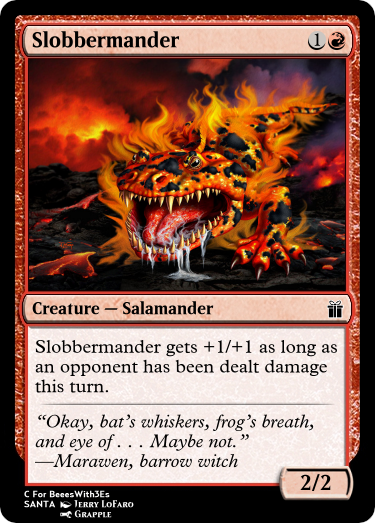 Slobbermander 1
Creature — Salamander
Slobbermander gets +1/+1 as long as
an opponent has been dealt damage
this turn.
“Okay, bat’s whiskers, frog’s breath,
and eye of . . . Maybe not.”
—Marawen, barrow witch
2/2
C For BeeesWith3Es
SANTA Jerry LoFaro
Grapple